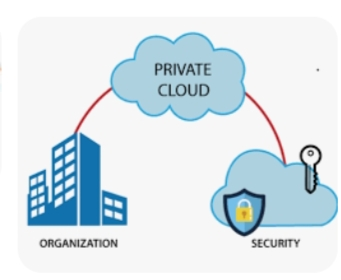 PRIVATE
CLOUD
ORGANIZATION
SECURITY